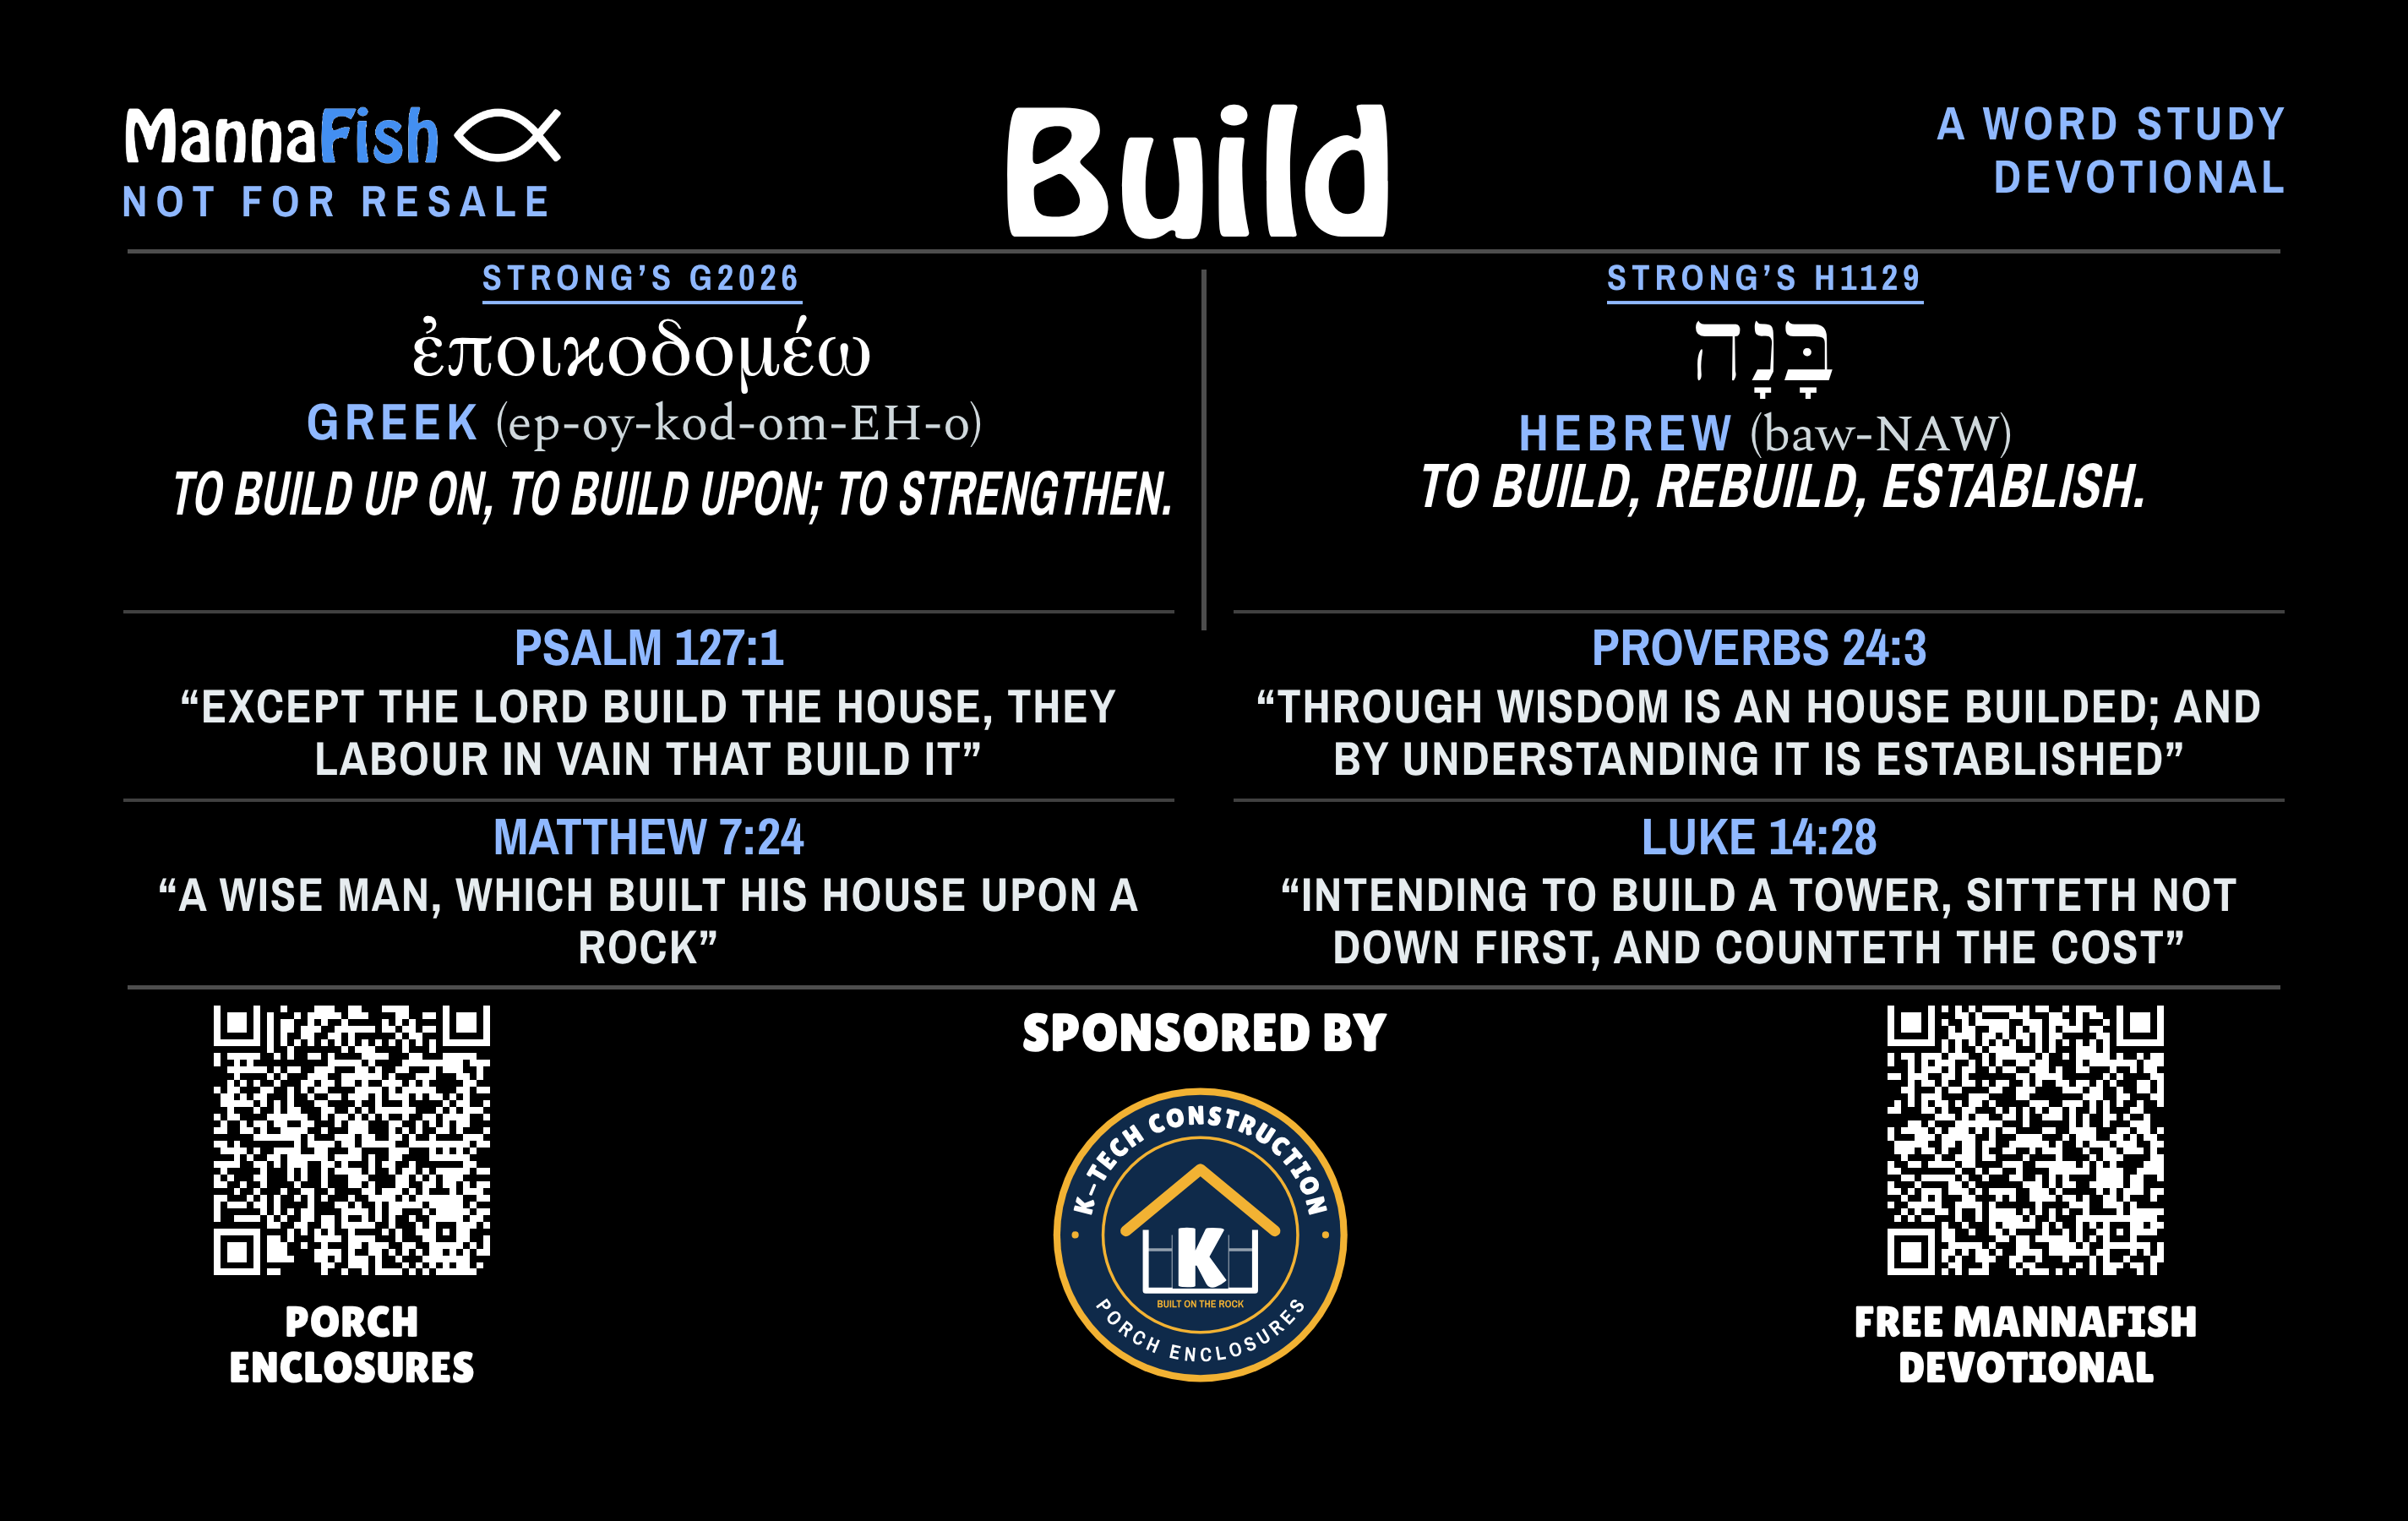 MannaFish
NOT FOR RESALE
Build
A WORD STUDY
DEVOTIONAL
STRONG’S G2026
ἐποικοδομέω
GREEK (ep-oy-kod-om-EH-o)
TO BUILD UP ON, TO BUILD UPON; TO STRENGTHEN.
STRONG’S H1129
בָּנָה
HEBREW (baw-NAW)
TO BUILD, REBUILD, ESTABLISH.
PSALM 127:1
“EXCEPT THE LORD BUILD THE HOUSE, THEY
LABOUR IN VAIN THAT BUILD IT”
PROVERBS 24:3
“THROUGH WISDOM IS AN HOUSE BUILDED; AND
BY UNDERSTANDING IT IS ESTABLISHED”
MATTHEW 7:24
“A WISE MAN, WHICH BUILT HIS HOUSE UPON A
ROCK”
LUKE 14:28
“INTENDING TO BUILD A TOWER, SITTETH NOT
DOWN FIRST, AND COUNTETH THE COST”
PORCH
ENCLOSURES
SPONSORED BY
K-TECH CONSTRUCTION
K
BUILT ON THE ROCK
PORCH ENCLOSURES
FREE MANNAFISH
DEVOTIONAL